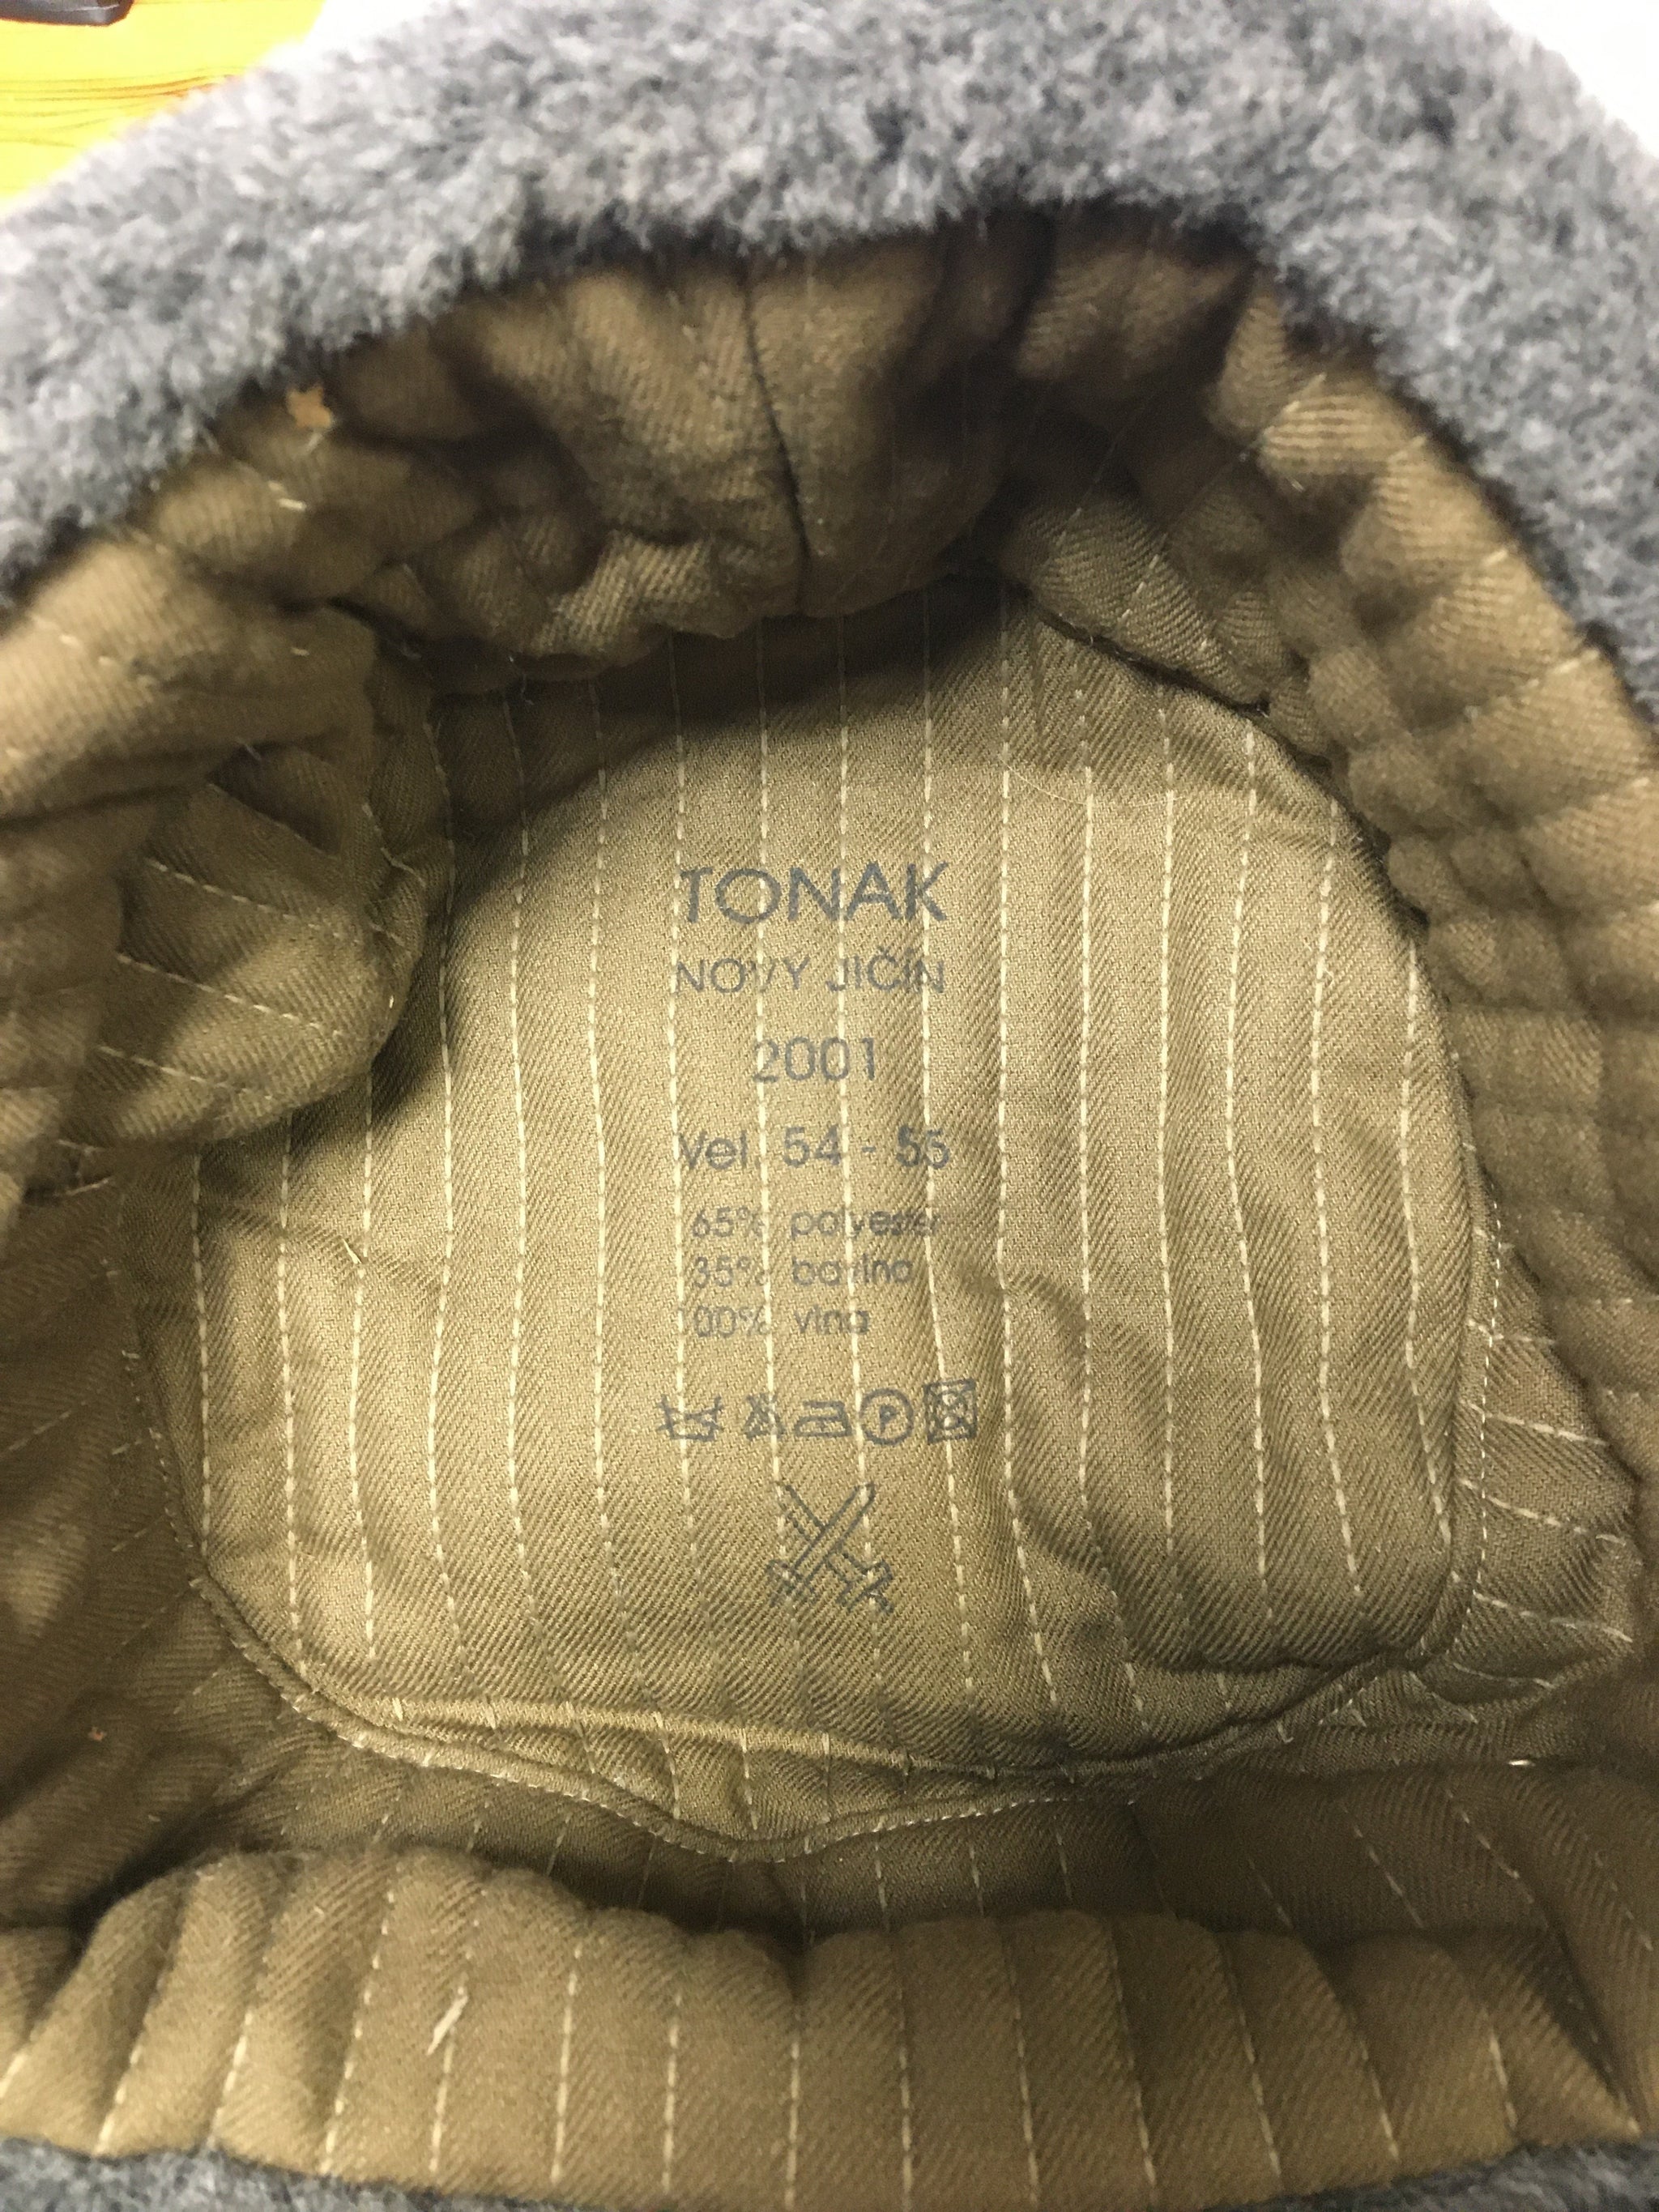 TONAK
NOVÝ JIČÍN
2001
Vel. 54 - 55
65% polyester
35% bavlna
100% vlna
P